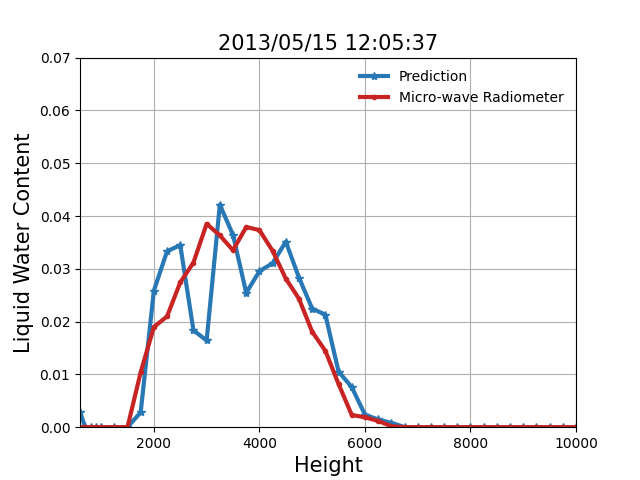 2013/05/15 12:05:37
Prediction
Micro-wave Radiometer
Liquid Water Content
0.07
0.06
0.05
0.04
0.03
0.02
0.01
0.00
2000 4000 6000 8000 10000
Height